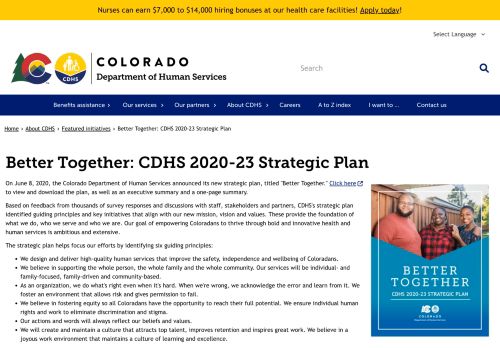 Nurses can earn $7,000 to $14,000 hiring bonuses at our health care facilities! Apply today!
Select Language
COLORADO
Department of Human Services
CDHS
Search
Benefits assistance
Our services
Our partners
About CDHS
Careers
A to Z index
I want to ...
Contact us
Home › About CDHS › Featured initiatives › Better Together: CDHS 2020-23 Strategic Plan
Better Together: CDHS 2020-23 Strategic Plan
On June 8, 2020, the Colorado Department of Human Services announced its new strategic plan, titled "Better Together." Click here
to view and download the plan, as well as an executive summary and a one-page summary.
Based on feedback from thousands of survey responses and discussions with staff, stakeholders and partners, CDHS's strategic plan
identified guiding principles and key initiatives that align with our new mission, vision and values. These provide the foundation of
what we do, who we serve and who we are. Our goal of empowering Coloradans to thrive through bold and innovative health and
human services is ambitious and extensive.
The strategic plan helps focus our efforts by identifying six guiding principles:
• We design and deliver high-quality human services that improve the safety, independence and wellbeing of Coloradans.
• We believe in supporting the whole person, the whole family and the whole community. Our services will be individual- and
family-focused, family-driven and community-based.
• As an organization, we do what's right even when it's hard. When we're wrong, we acknowledge the error and learn from it. We
foster an environment that allows risk and gives permission to fail.
• We believe in fostering equity so all Coloradans have the opportunity to reach their full potential. We ensure individual human
rights and work to eliminate discrimination and stigma.
• Our actions and words will always reflect our beliefs and values.
• We will create and maintain a culture that attracts top talent, improves retention and inspires great work. We believe in a
joyous work environment that maintains a culture of learning and excellence.
BETTER
TOGETHER
CDHS 2020-23 STRATEGIC PLAN
COLORADO
Department of Human Services